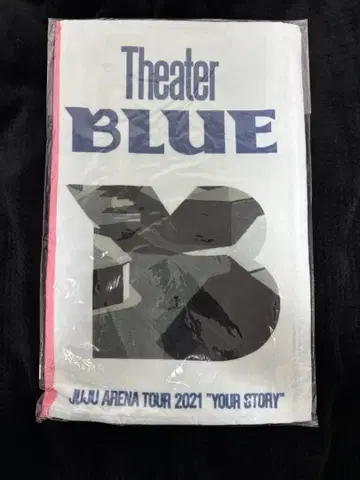 Theater
BLUE
B
JUJU ARENA TOUR 2021 "YOUR STORY"